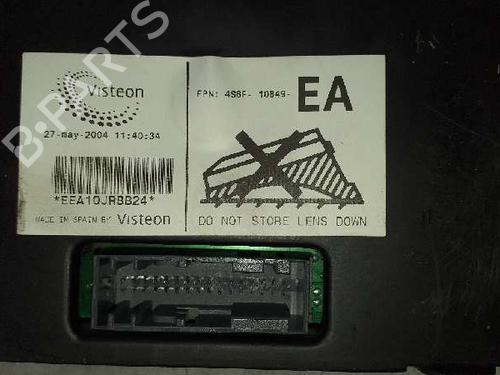 Visteon
FPN: 4S6F- 10849- EA
27-may-2004 11:40:34
*EEA1QJRBB24*
MADE IN SPAIN BY Visteon
DO NOT STORE LENS DOWN
B-PARTS